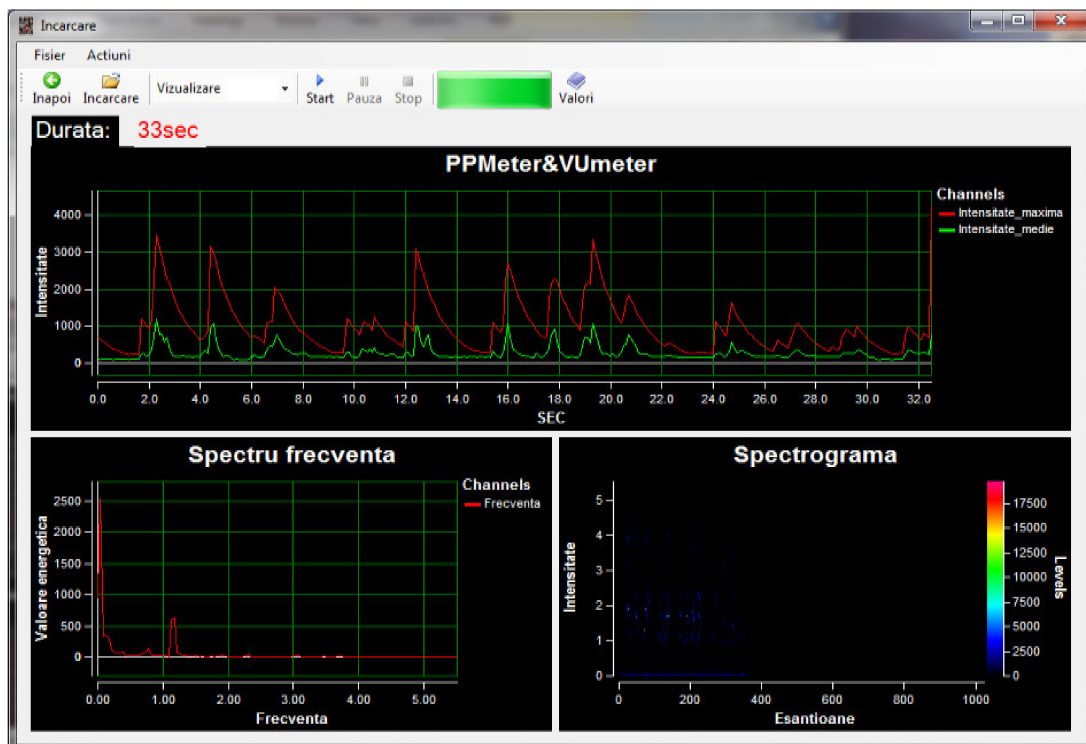 Incarcare
Fisier Actiuni
Inapoi Incarcare Vizualizare Start Pauza Stop Valori
Durata: 33sec
PPMeter&VUmeter
Channels
Intensitate_maxima
Intensitate_medie
Intensitate
4000
3000
2000
1000
0
0.0 2.0 4.0 6.0 8.0 10.0 12.0 14.0 16.0 18.0 20.0 22.0 24.0 26.0 28.0 30.0 32.0
SEC
Spectru frecventa
Channels
Frecventa
Valoare energetica
2500
2000
1500
1000
500
0
0.00 1.00 2.00 3.00 4.00 5.00
Frecventa
Spectrograma
Intensitate
5
4
3
2
1
0
0 200 400 600 800 1000
Esantioane
17500
15000
12500
10000
7500
5000
2500
0
Levels